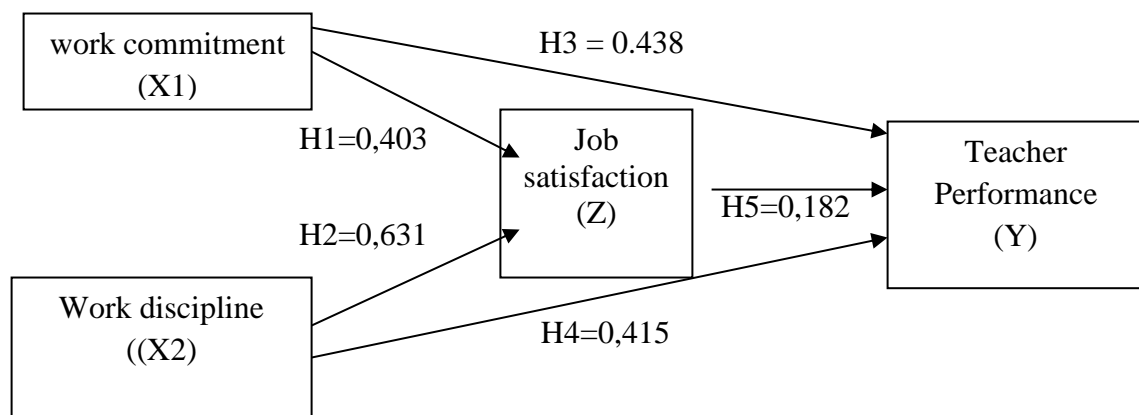 work commitment
(X1)
H3 = 0.438
H1=0,403
Job
satisfaction
(Z)
Teacher
Performance
(Y)
H5=0,182
H2=0,631
Work discipline
((X2)
H4=0,415